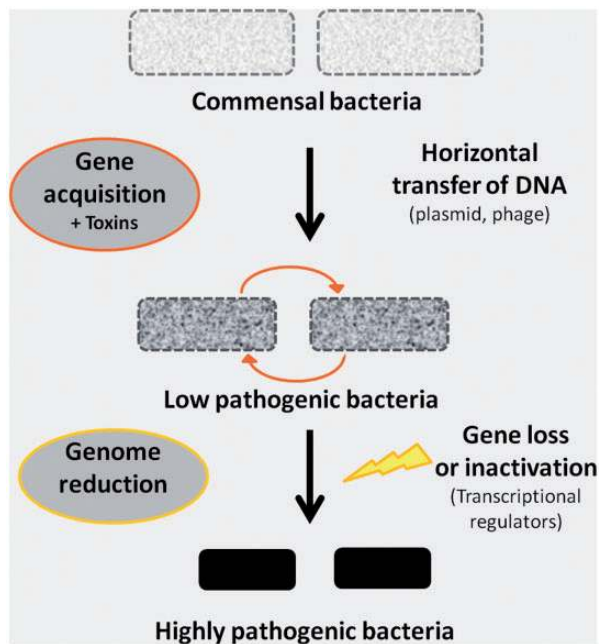 Commensal bacteria
Gene
acquisition
+ Toxins
Horizontal
transfer of DNA
(plasmid, phage)
Low pathogenic bacteria
Genome
reduction
Gene loss
or inactivation
(Transcriptional
regulators)
Highly pathogenic bacteria